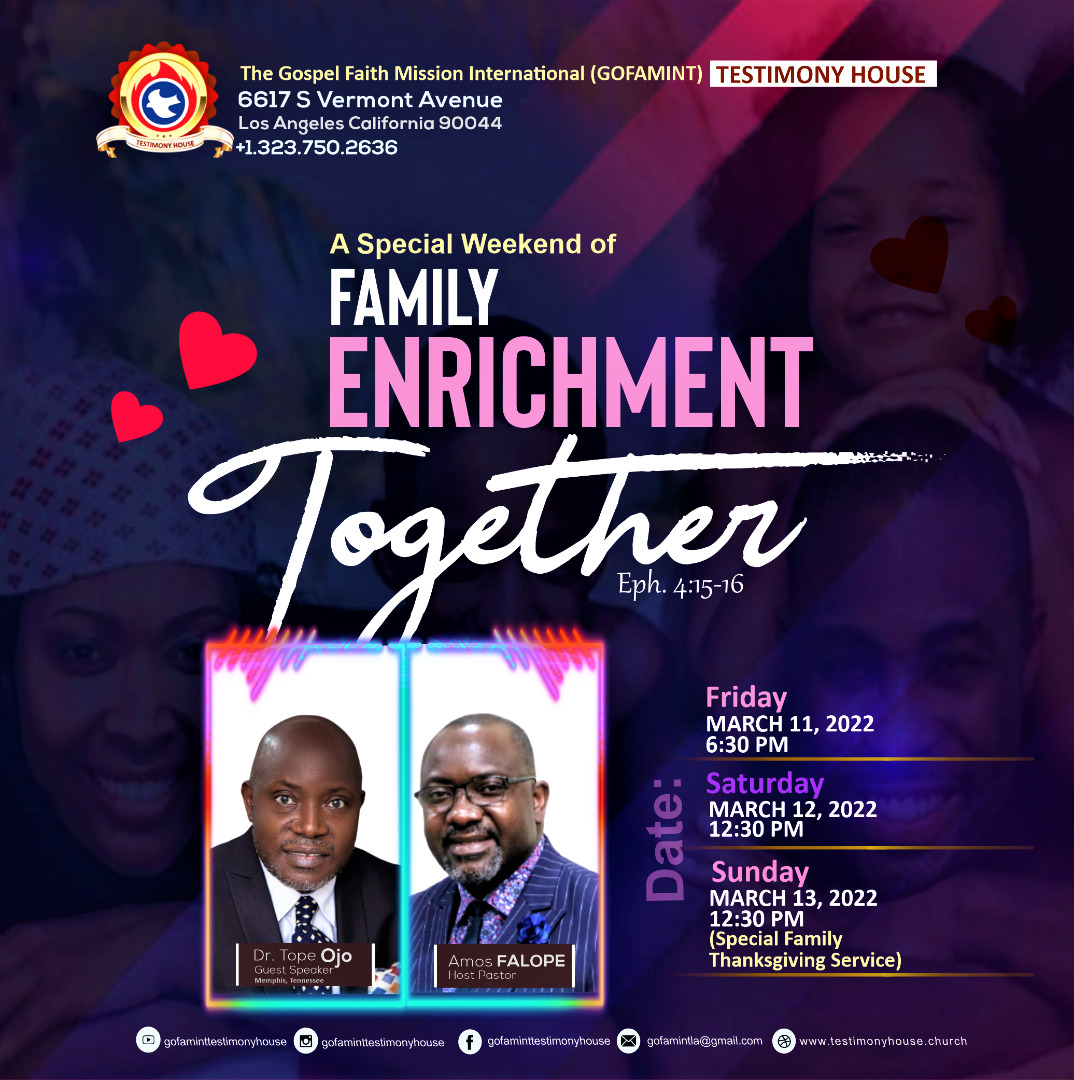 The Gospel Faith Mission International (GOFAMINT) TESTIMONY HOUSE
6617 S Vermont Avenue
Los Angeles California 90044
+1.323.750.2636
TESTIMONY HOUSE
A Special Weekend of
FAMILY
ENRICHMENT
Together
Eph. 4:15-16
Date:
Friday
MARCH 11, 2022
6:30 PM
Saturday
MARCH 12, 2022
12:30 PM
Sunday
MARCH 13, 2022
12:30 PM
(Special Family
Thanksgiving Service)
Dr. Tope Ojo
Guest Speaker
Memphis, Tennessee
Amos FALOPE
Host Pastor
gofaminttestimonyhouse gofaminttestimonyhouse gofaminttestimonyhouse gofamintla@gmail.com www.testimonyhouse.church